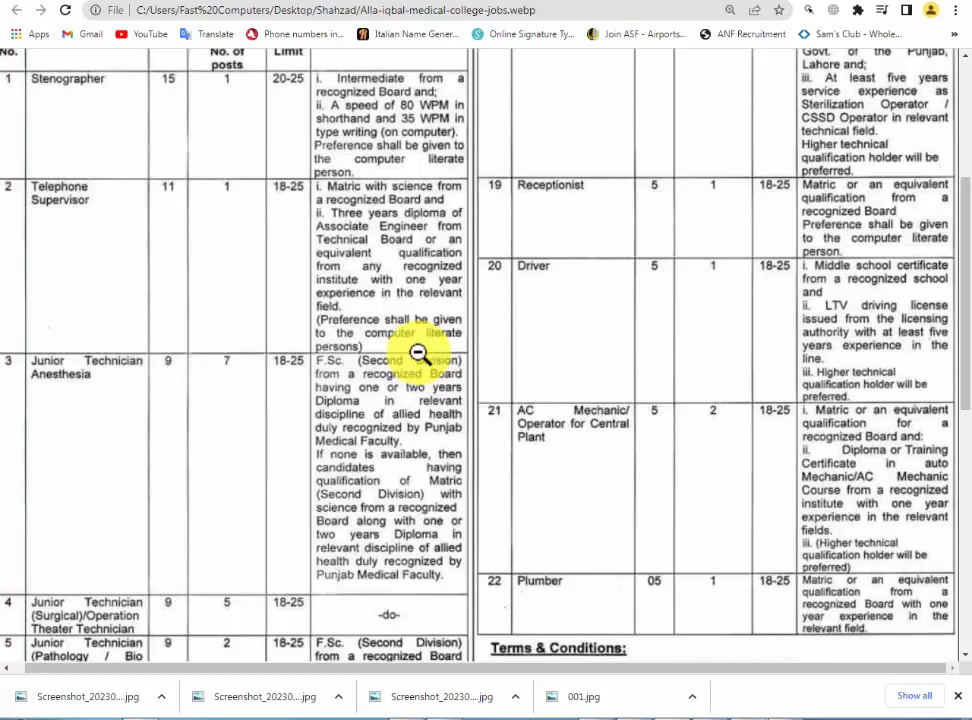 File
C:/Users/Fast%20Computers/Desktop/Shahzad/Alla-iqbal-medical-college-jobs.webp
Apps
Gmail
YouTube
Translate
Phone numbers in...
Italian Name Gener...
Online Signature Ty...
Join ASF - Airports...
ANF Recruitment
Sam's Club - Whole...
No.
No. of
posts
Limit
1 Stenographer 15 1 20-25
i. Intermediate from a
recognized Board and;
ii. A speed of 80 WPM in
shorthand and 35 WPM in
type writing (on computer).
Preference shall be given to
the computer literate
person.
2 Telephone 11 1 18-25
Supervisor
i. Matric with science from
a recognized Board and
ii. Three years diploma of
Associate Engineer from
Technical Board or an
equivalent qualification
from any recognized
institute with one year
experience in the relevant
field.
(Preference shall be given
to the computer literate
persons)
3 Junior Technician 9 7 18-25
Anesthesia
F.Sc. (Second Division)
from a recognized Board
having one or two years
Diploma in relevant
discipline of allied health
duly recognized by Punjab
Medical Faculty.
If none is available, then
candidates having
qualification of Matric
(Second Division) with
science from a recognized
Board along with one or
two years Diploma in
relevant discipline of allied
health duly recognized by
Punjab Medical Faculty.
4 Junior Technician 9 5 18-25
(Surgical)/Operation
Theater Technician
-do-
5 Junior Technician 9 2 18-25
(Pathology / Bio
F.Sc. (Second Division)
from a recognized Board
Govt. of the Punjab,
Lahore and;
iii. At least five years
service experience as
Sterilization Operator /
CSSD Operator in relevant
technical field.
Higher technical
qualification holder will be
preferred.
19 Receptionist 5 1 18-25
Matric or an equivalent
qualification from a
recognized Board
Preference shall be given
to the computer literate
person.
20 Driver 5 1 18-25
i. Middle school certificate
from a recognized school
and
ii. LTV driving license
issued from the licensing
authority with at least five
years experience in the
line.
iii. Higher technical
qualification holder will be
preferred.
21 AC Mechanic/ 5 2 18-25
Operator for Central
Plant
i. Matric or an equivalent
qualification for a
recognized Board and:
ii. Diploma or Training
Certificate in auto
Mechanic/AC Mechanic
Course from a recognized
institute with one year
experience in the relevant
fields.
iii. (Higher technical
qualification holder will be
preferred)
22 Plumber 05 1 18-25
Matric or an equivalent
qualification from a
recognized Board with one
year experience in the
relevant field.
Terms & Conditions:
Screenshot_20230....jpg
Screenshot_20230....jpg
Screenshot_20230....jpg
001.jpg
Show all